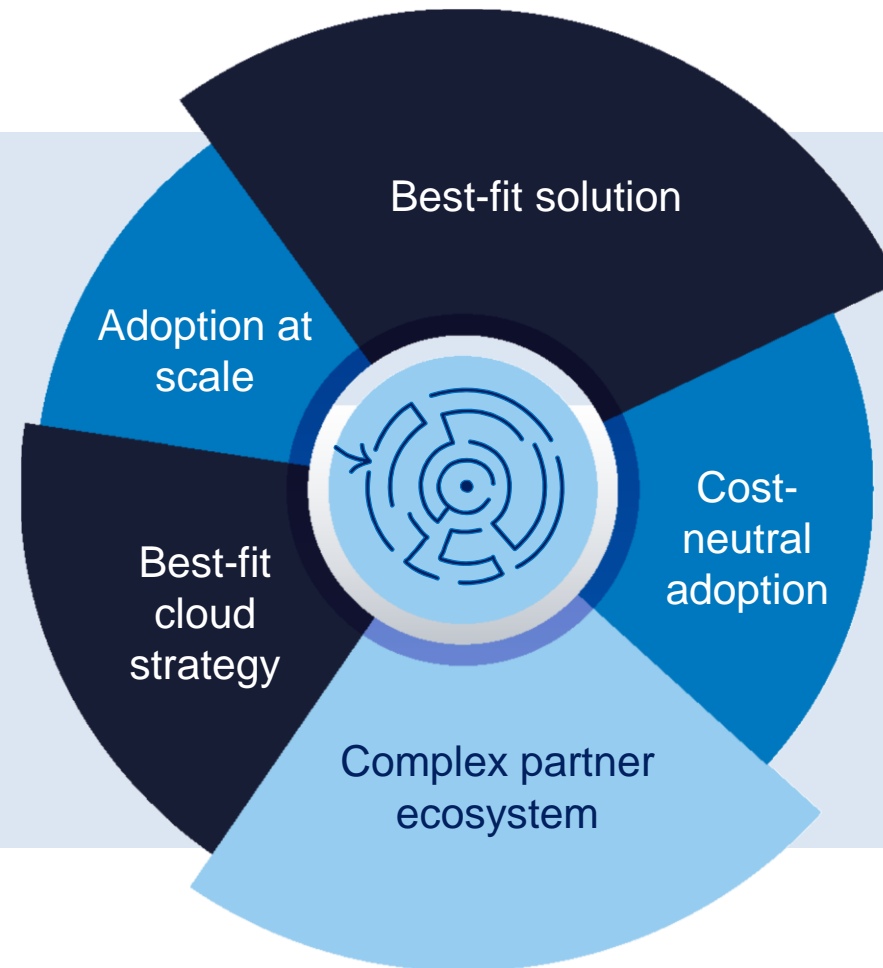 Best-fit solution
Adoption at
scale
Cost-
neutral
adoption
Best-fit
cloud
strategy
Complex partner
ecosystem